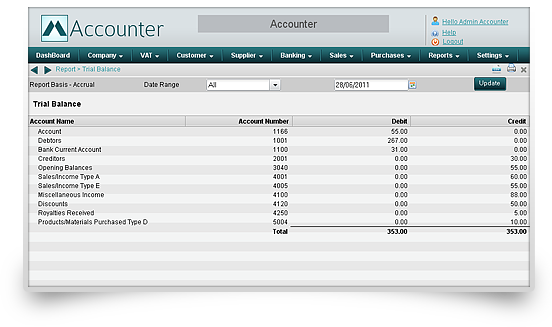 Accounter
Accounter
Hello Admin Accounter
Help
Logout
DashBoard Company VAT Customer Supplier Banking Sales Purchases Reports Settings
Report > Trial Balance
Report Basis - Accrual Date Range All 28/06/2011 Update
Trial Balance
Account Name Account Number Debit Credit
Account 1166 55.00 0.00
Debtors 1001 267.00 0.00
Bank Current Account 1100 31.00 0.00
Creditors 2001 0.00 30.00
Opening Balances 3040 0.00 55.00
Sales/Income Type A 4001 0.00 60.00
Sales/Income Type E 4005 0.00 55.00
Miscellaneous Income 4100 0.00 88.00
Discounts 4120 0.00 50.00
Royalties Received 4250 0.00 5.00
Products/Materials Purchased Type D 5004 0.00 10.00
Total 353.00 353.00